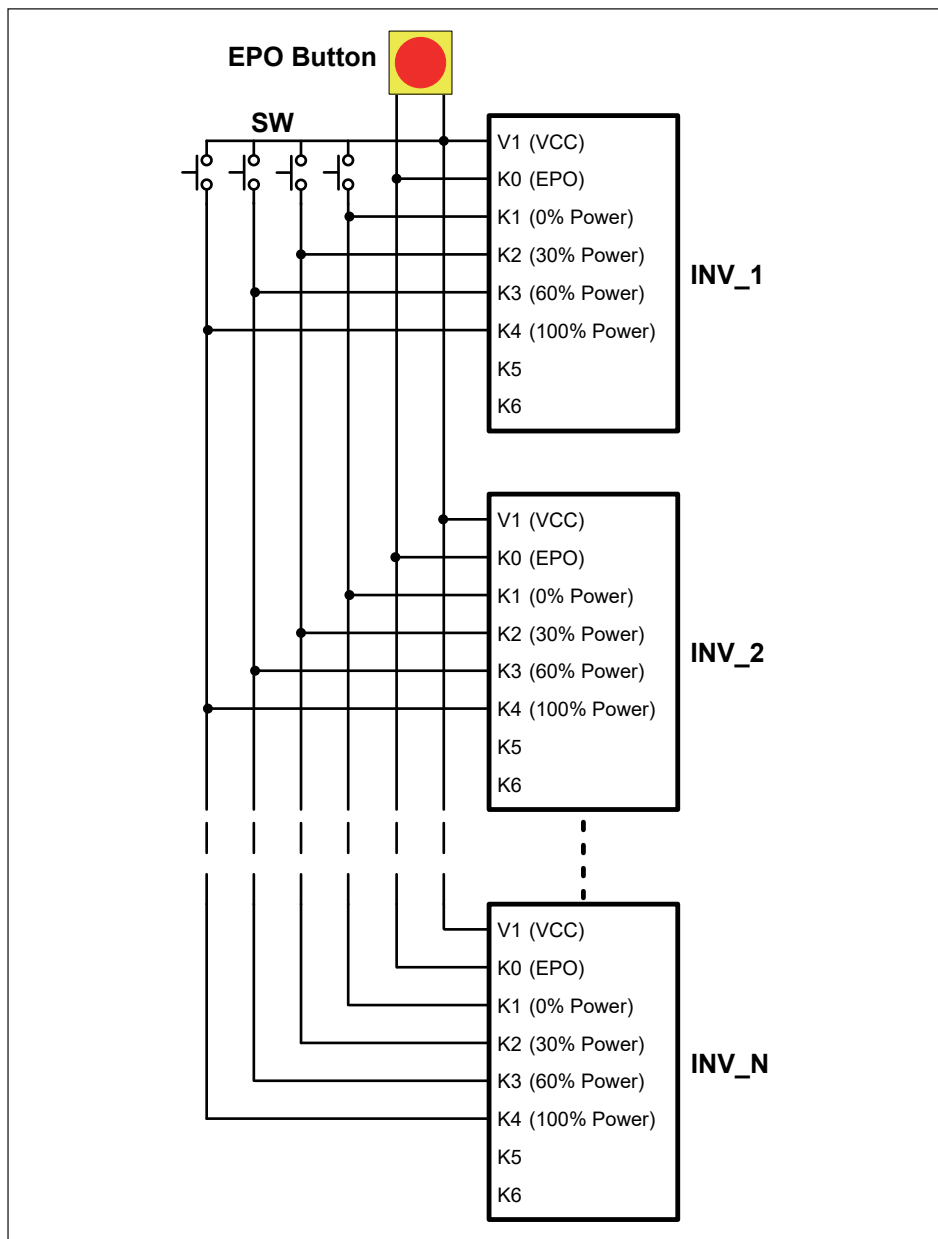 EPO Button
SW
V1 (VCC)
K0 (EPO)
K1 (0% Power)
K2 (30% Power)
K3 (60% Power)
K4 (100% Power)
K5
K6
INV_1
V1 (VCC)
K0 (EPO)
K1 (0% Power)
K2 (30% Power)
K3 (60% Power)
K4 (100% Power)
K5
K6
INV_2
V1 (VCC)
K0 (EPO)
K1 (0% Power)
K2 (30% Power)
K3 (60% Power)
K4 (100% Power)
K5
K6
INV_N